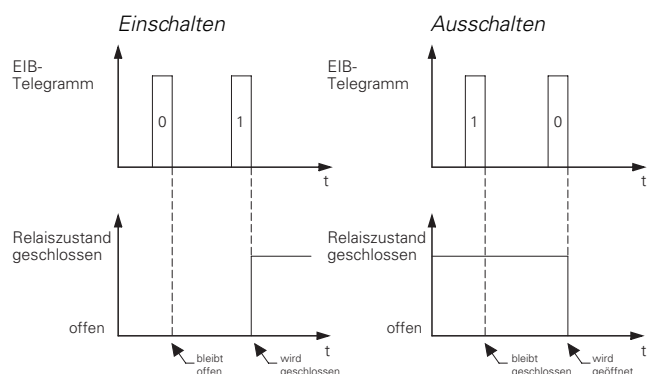 Einschalten
EIB-
Telegramm
0
1
t
Relaiszustand
geschlossen
offen
t
bleibt
offen
wird
geschlossen
Ausschalten
EIB-
Telegramm
1
0
t
Relaiszustand
geschlossen
offen
t
bleibt
geschlossen
wird
geöffnet